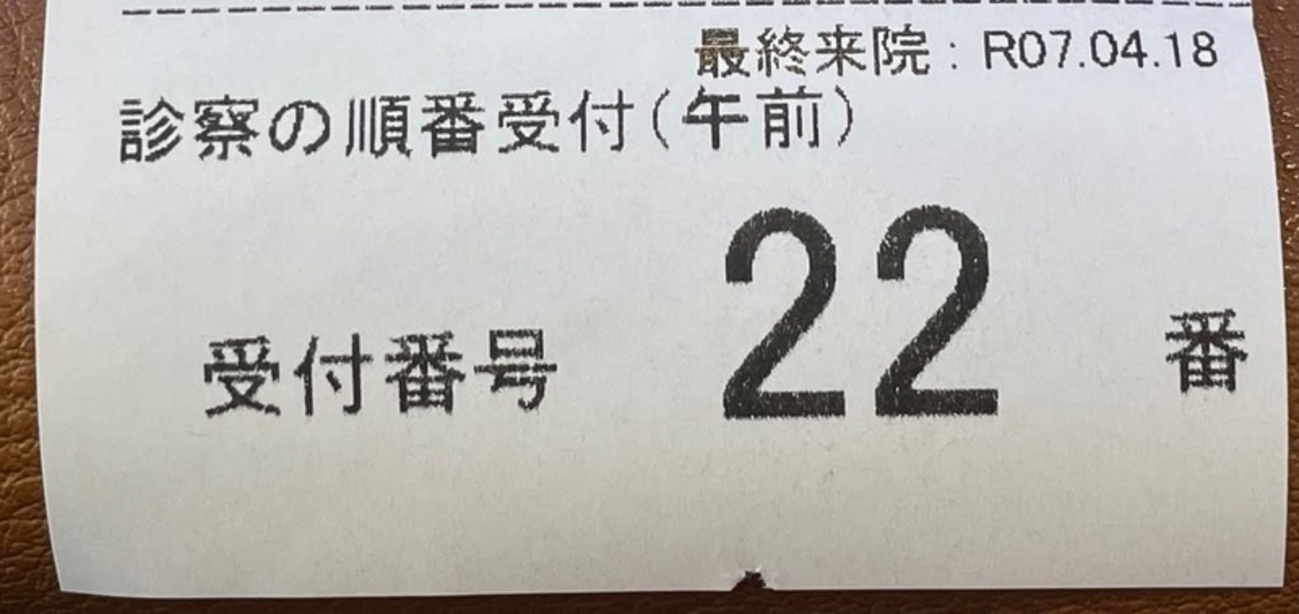 最終来院：R07.04.18
診察の順番受付(午前)
受付番号 22 番